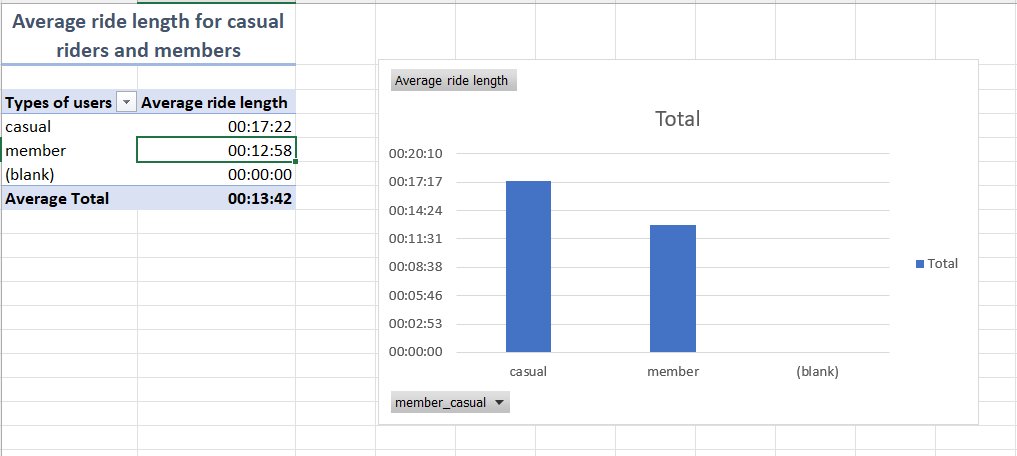 Average ride length for casual
riders and members
Types of users Average ride length
casual 00:17:22
member 00:12:58
(blank) 00:00:00
Average Total 00:13:42
Average ride length
Total
00:20:10
00:17:17
00:14:24
00:11:31
00:08:38
00:05:46
00:02:53
00:00:00
casual member (blank)
Total
member_casual